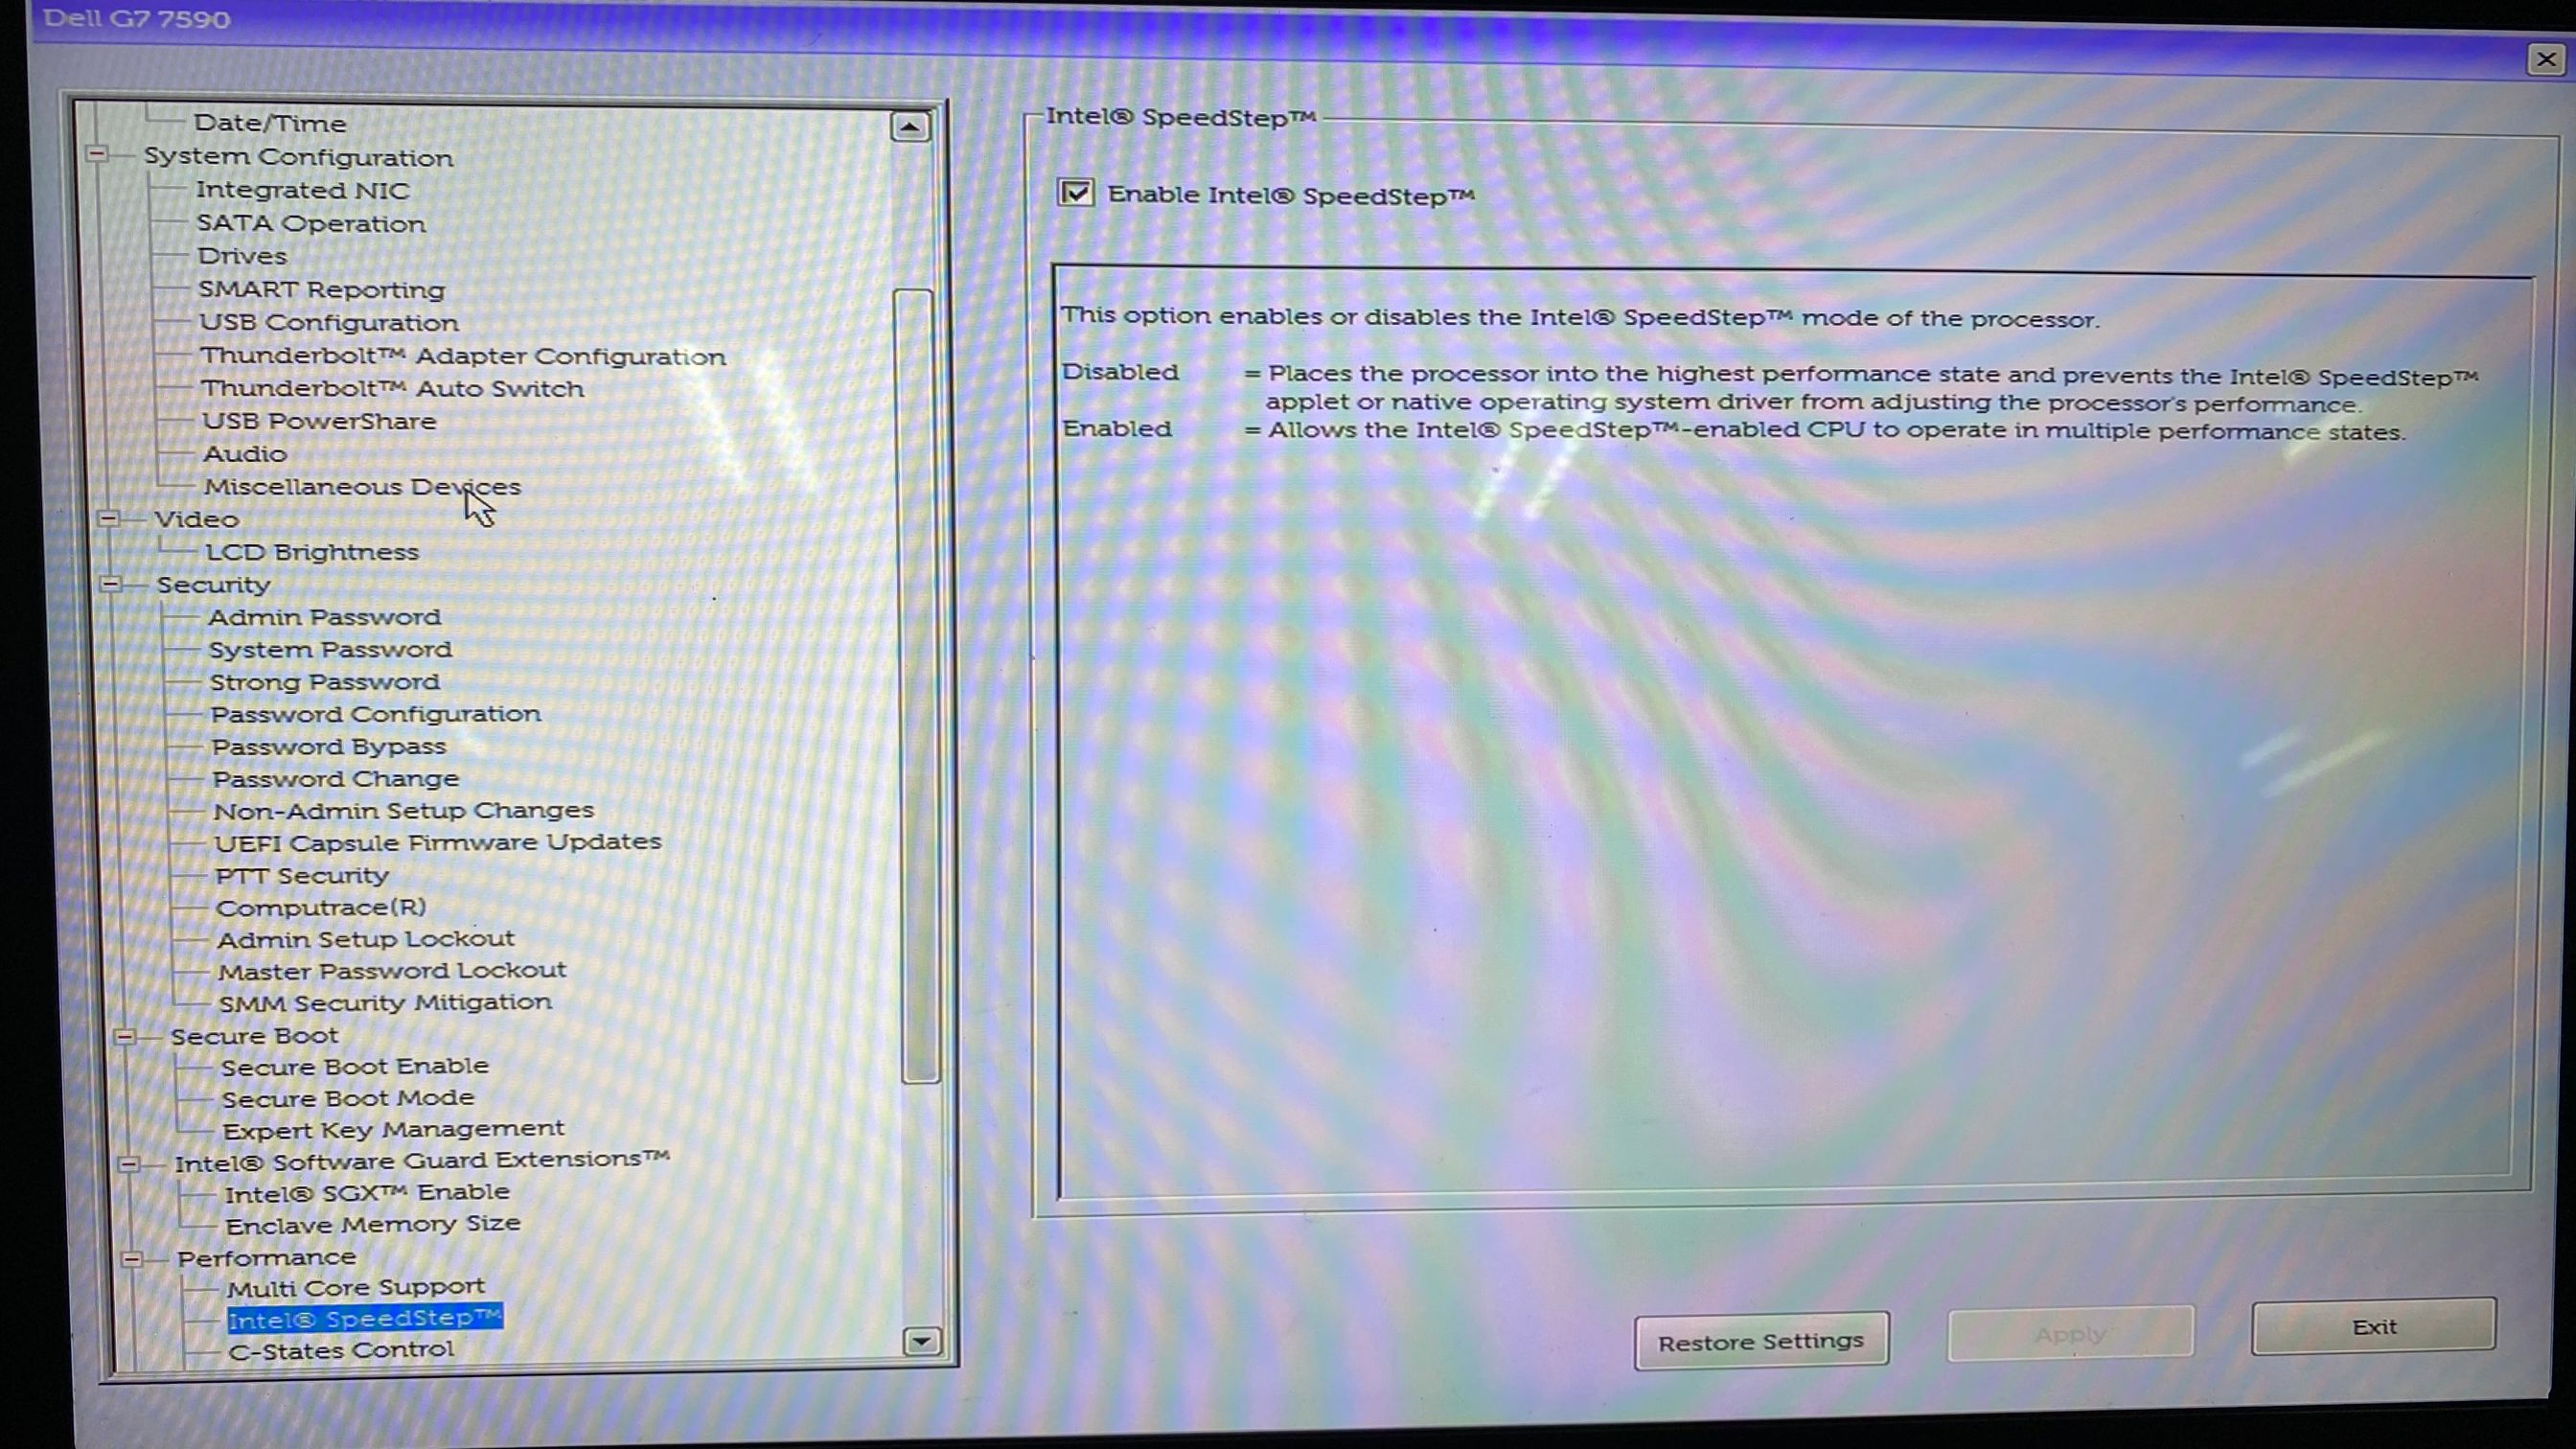 Dell G7 7590
Date/Time
System Configuration
Integrated NIC
SATA Operation
Drives
SMART Reporting
USB Configuration
Thunderbolt™ Adapter Configuration
Thunderbolt™ Auto Switch
USB PowerShare
Audio
Miscellaneous Devices
Video
LCD Brightness
Security
Admin Password
System Password
Strong Password
Password Configuration
Password Bypass
Password Change
Non-Admin Setup Changes
UEFI Capsule Firmware Updates
PTT Security
Computrace(R)
Admin Setup Lockout
Master Password Lockout
SMM Security Mitigation
Secure Boot
Secure Boot Enable
Secure Boot Mode
Expert Key Management
Intel® Software Guard Extensions™
Intel® SGX™ Enable
Enclave Memory Size
Performance
Multi Core Support
Intel® SpeedStep™
C-States Control
Intel® SpeedStep™
Enable Intel® SpeedStep™
This option enables or disables the Intel® SpeedStep™ mode of the processor.
Disabled = Places the processor into the highest performance state and prevents the Intel® SpeedStep™
applet or native operating system driver from adjusting the processor's performance.
Enabled = Allows the Intel® SpeedStep™-enabled CPU to operate in multiple performance states.
Restore Settings
Apply
Exit